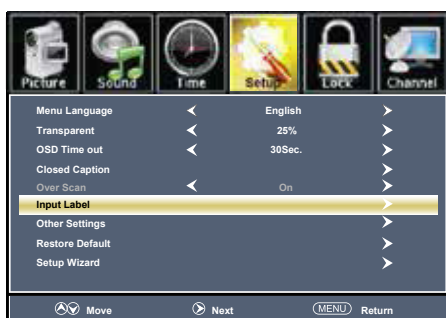 Picture Sound Time Setup Lock Channel
Menu Language English
Transparent 25%
OSD Time out 30Sec.
Closed Caption
Over Scan On
Input Label
Other Settings
Restore Default
Setup Wizard
Move Next MENU Return